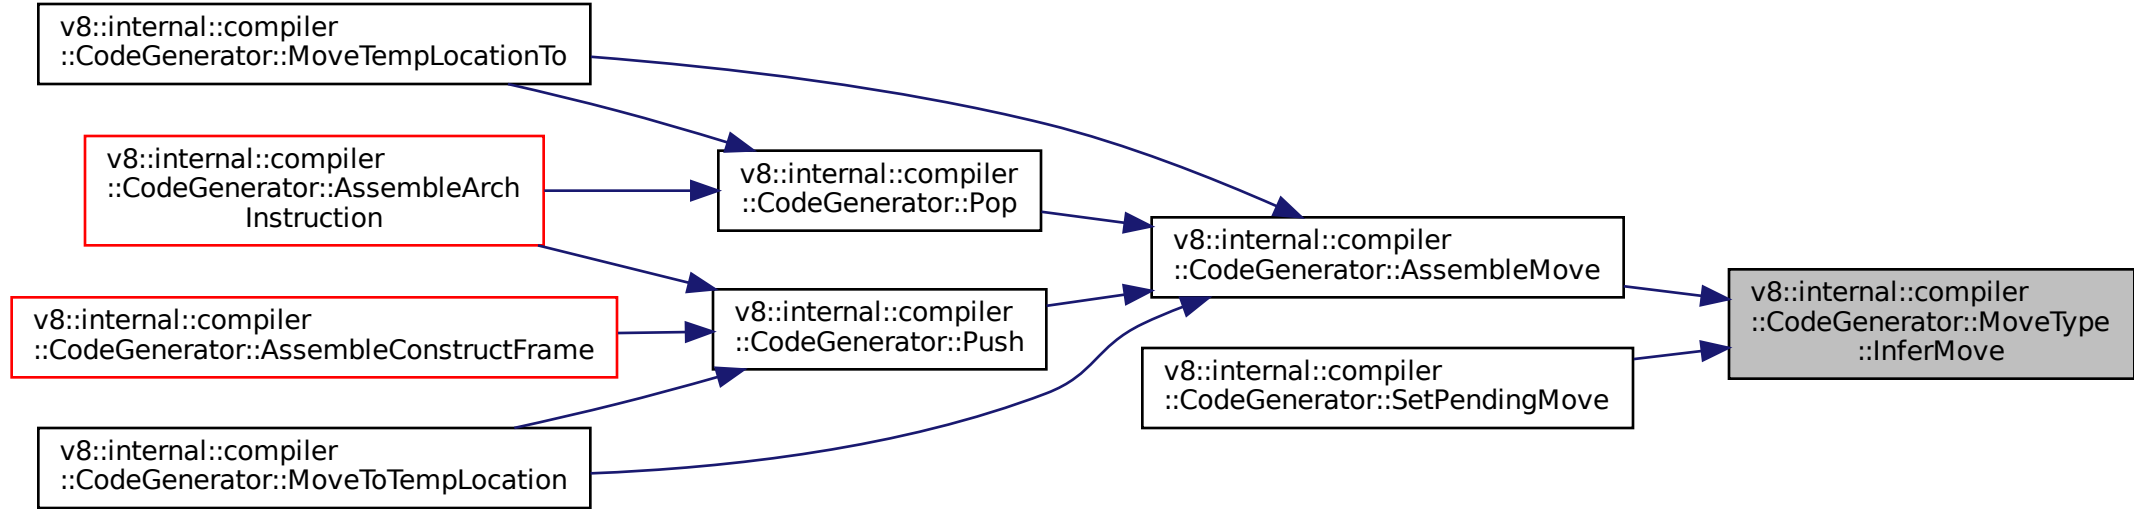 v8::internal::compiler
::CodeGenerator::MoveTempLocationTo
v8::internal::compiler
::CodeGenerator::AssembleArch
Instruction
v8::internal::compiler
::CodeGenerator::AssembleConstructFrame
v8::internal::compiler
::CodeGenerator::MoveToTempLocation
v8::internal::compiler
::CodeGenerator::Pop
v8::internal::compiler
::CodeGenerator::Push
v8::internal::compiler
::CodeGenerator::AssembleMove
v8::internal::compiler
::CodeGenerator::SetPendingMove
v8::internal::compiler
::CodeGenerator::MoveType
::InferMove